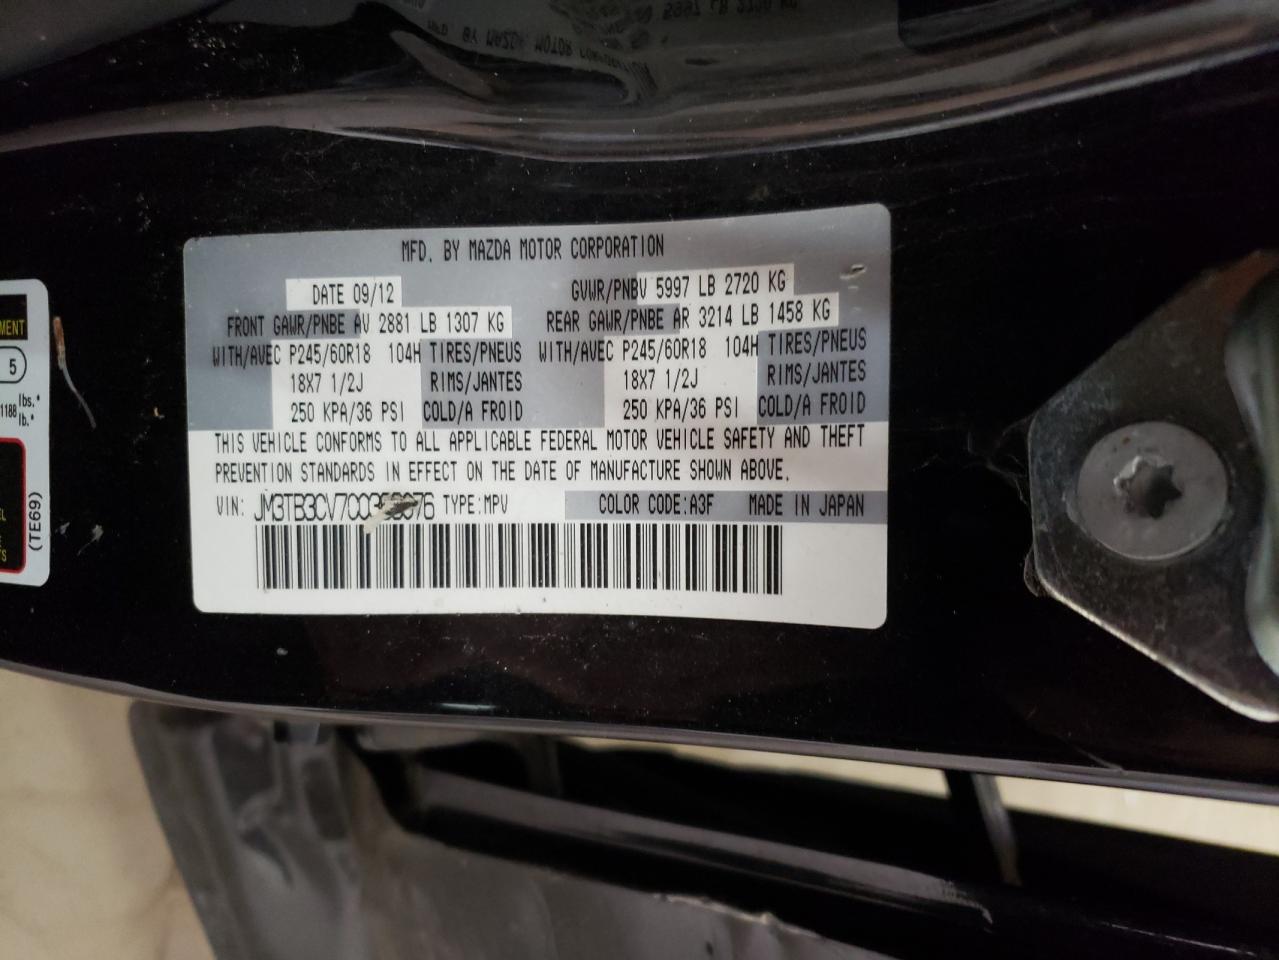 MFD. BY MAZDA MOTOR CORPORATION
DATE 09/12 GVWR/PNBV 5997 LB 2720 KG
FRONT GAWR/PNBE AV 2881 LB 1307 KG REAR GAWR/PNBE AR 3214 LB 1458 KG
WITH/AVEC P245/60R18 104H TIRES/PNEUS WITH/AVEC P245/60R18 104H TIRES/PNEUS
18X7 1/2J RIMS/JANTES 18X7 1/2J RIMS/JANTES
250 KPA/36 PSI COLD/A FROID 250 KPA/36 PSI COLD/A FROID
THIS VEHICLE CONFORMS TO ALL APPLICABLE FEDERAL MOTOR VEHICLE SAFETY AND THEFT
PREVENTION STANDARDS IN EFFECT ON THE DATE OF MANUFACTURE SHOWN ABOVE.
VIN: TYPE:MPV COLOR CODE:A3F MADE IN JAPAN
5
lbs.*
1188 lb.*
(TE69)